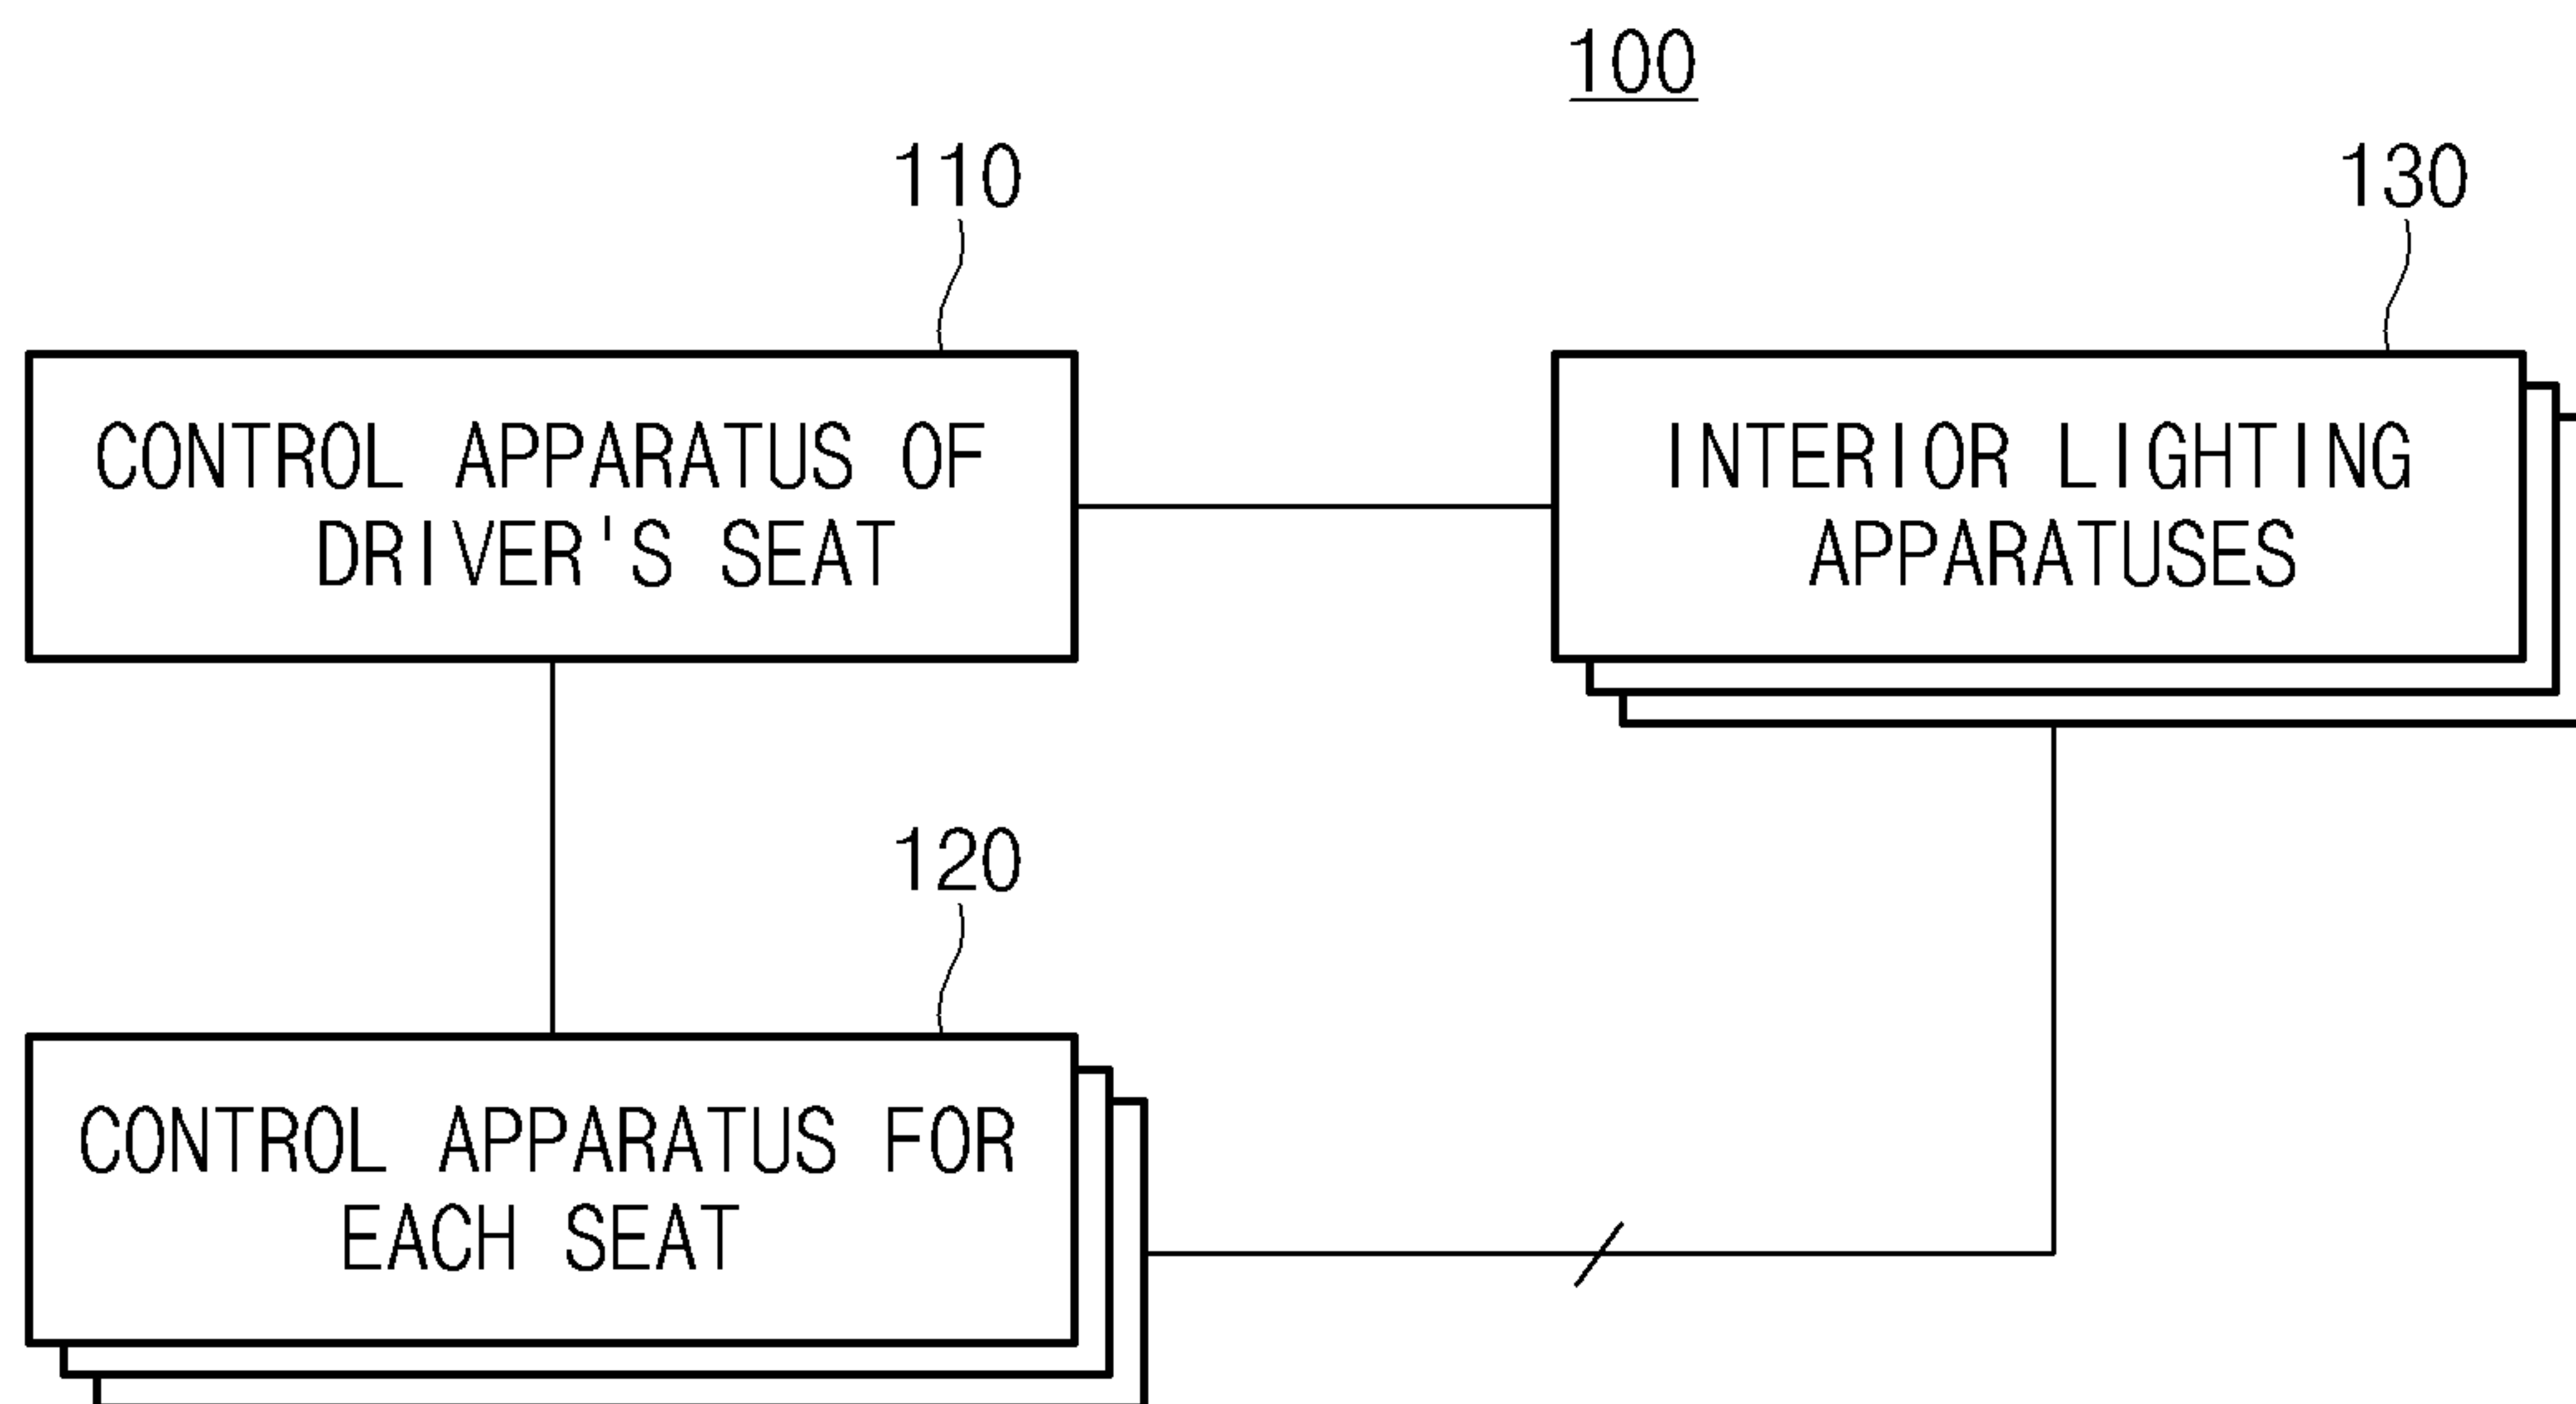 100
110
130
CONTROL APPARATUS OF
DRIVER'S SEAT
INTERIOR LIGHTING
APPARATUSES
120
CONTROL APPARATUS FOR
EACH SEAT